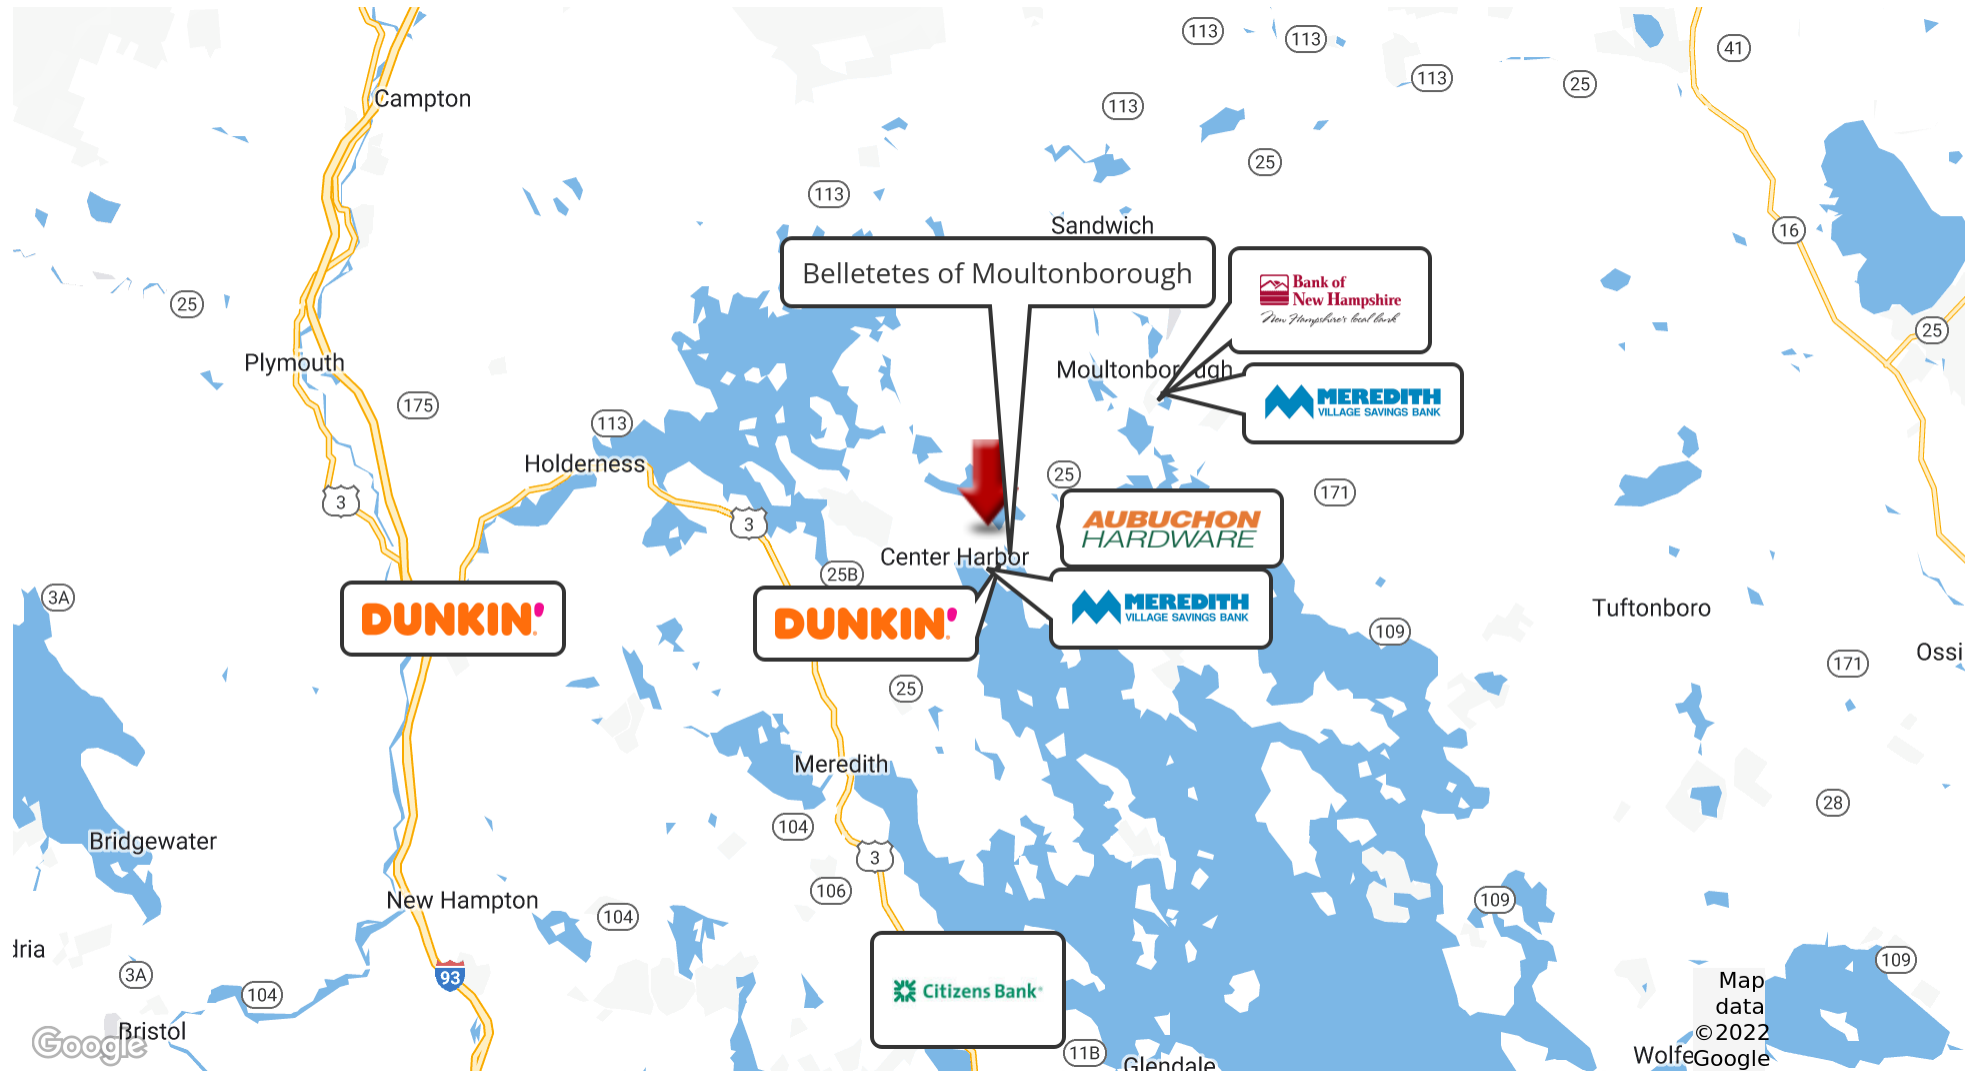 113
113
41
113
25
Campton
113
25
113
Sandwich
16
Belletetes of Moultonborough
Bank of
New Hampshire
New Hampshire's local bank
25
25
Plymouth
175
MEREDITH
VILLAGE SAVINGS BANK
113
Holderness
25
171
3
3
AUBUCHON
HARDWARE
Center Harbor
25B
3A
DUNKIN'
DUNKIN'
MEREDITH
VILLAGE SAVINGS BANK
Tuftonboro
109
Ossi
171
25
Meredith
104
28
Bridgewater
3
106
New Hampton
104
109
dria
3A
93
104
Citizens Bank
109
Bristol
Google
11B
Glendale
Wolfe
Map
data
©2022
Google